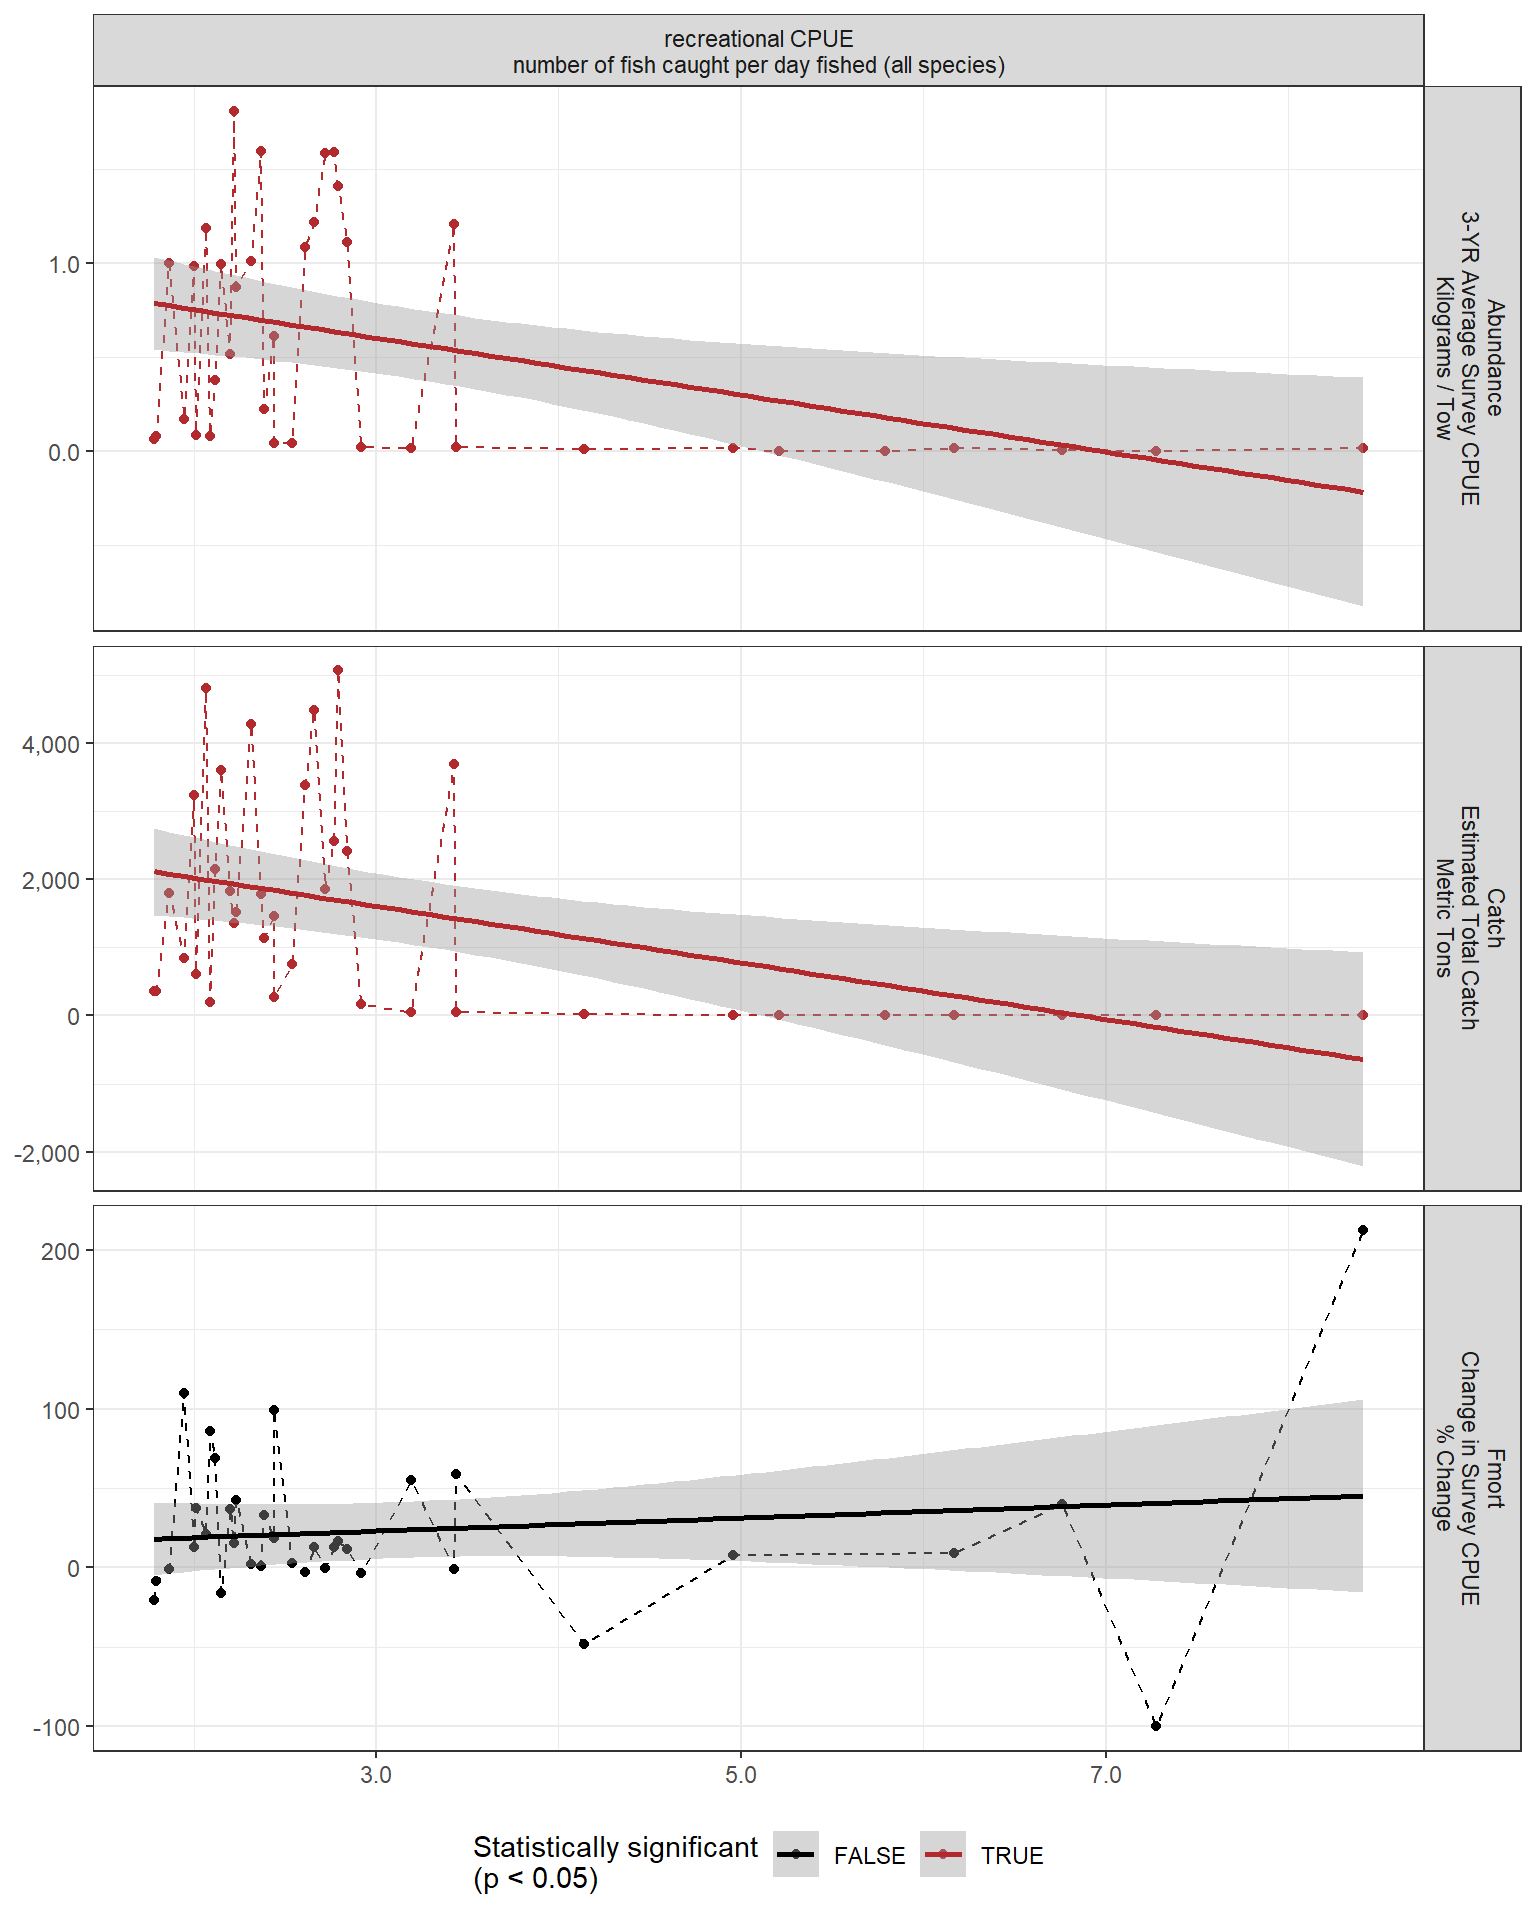 recreational CPUE
number of fish caught per day fished (all species)
1.0
0.0
Abundance
3-YR Average Survey CPUE
Kilograms / Tow
4,000
2,000
0
-2,000
Catch
Estimated Total Catch
Metric Tons
200
100
0
-100
Fmort
Change in Survey CPUE
% Change
3.0 5.0 7.0
Statistically significant
(p < 0.05)
FALSE TRUE